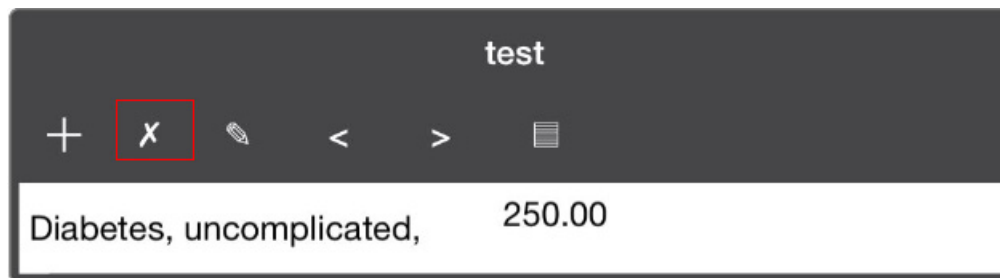 test
+ ✗ ✎ < >
Diabetes, uncomplicated, 250.00